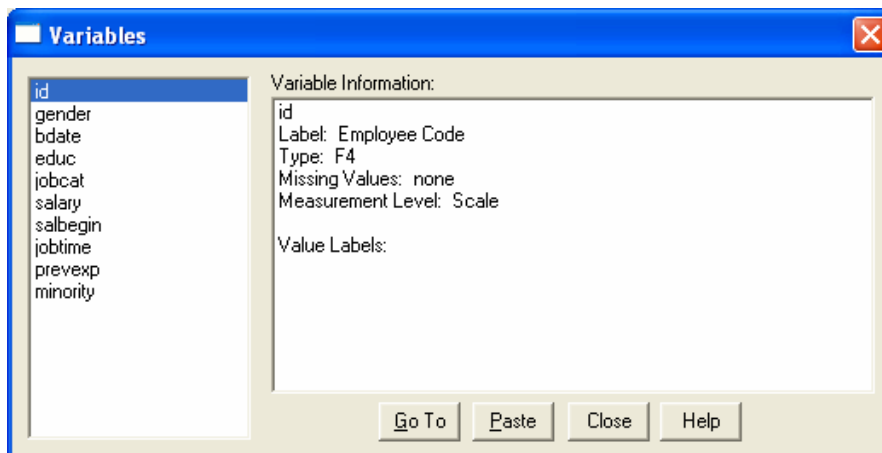 Variables
id
gender
bdate
educ
jobcat
salary
salbegin
jobtime
prevexp
minority
Variable Information:
id
Label:  Employee Code
Type:  F4
Missing Values:  none
Measurement Level:  Scale
Value Labels:
Go To
Paste
Close
Help